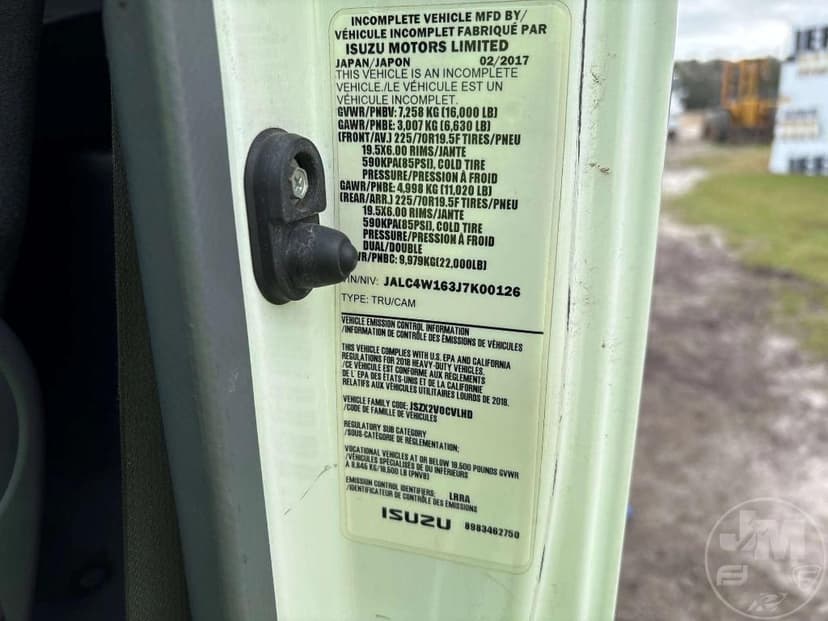 INCOMPLETE VEHICLE MFD BY/
VÉHICULE INCOMPLET FABRIQUÉ PAR
ISUZU MOTORS LIMITED
JAPAN/JAPON 02/2017
THIS VEHICLE IS AN INCOMPLETE
VEHICLE./LE VÉHICULE EST UN
VÉHICULE INCOMPLET.
GVWR/PNBV: 7,258 KG (16,000 LB)
GAWR/PNBE: 3,007 KG (6,630 LB)
(FRONT/AV.) 225/70R19.5F TIRES/PNEU
19.5X6.00 RIMS/JANTE
590KPA(85PSI), COLD TIRE
PRESSURE/PRESSION À FROID
GAWR/PNBE: 4,998 KG (11,020 LB)
(REAR/ARR.) 225/70R19.5F TIRES/PNEU
19.5X6.00 RIMS/JANTE
590KPA(85PSI), COLD TIRE
PRESSURE/PRESSION À FROID
DUAL/DOUBLE
WR/PNBC: 9,979KG(22,000LB)
VIN/NIV: JALC4W163J7K00126
TYPE: TRU/CAM
VEHICLE EMISSION CONTROL INFORMATION
/INFORMATION DE CONTRÔLE DES ÉMISSIONS DE VÉHICULES
THIS VEHICLE COMPLIES WITH U.S. EPA AND CALIFORNIA
REGULATIONS FOR 2018 HEAVY-DUTY VEHICLES.
/CE VÉHICULE EST CONFORME AUX RÈGLEMENTS
DE L' EPA DES ÉTATS-UNIS ET DE LA CALIFORNIE
RELATIFS AUX VÉHICULES UTILITAIRES LOURDS DE 2018.
VEHICLE FAMILY CODE: JSZX2VOCVLHD
/CODE DE FAMILLE DE VÉHICULES
REGULATORY SUB CATEGORY
/SOUS-CATÉGORIE DE RÉGLEMENTATION:
VOCATIONAL VEHICLES AT OR BELOW 19,500 POUNDS GVWR
/VÉHICULES SPÉCIALISÉS DE OU INFÉRIEURS
À 8,845 KG/19,500 LB (PNVB)
EMISSION CONTROL IDENTIFIERS: LRRA
/IDENTIFICATEUR DE CONTRÔLE DES ÉMISSIONS
ISUZU 8983462750
JM